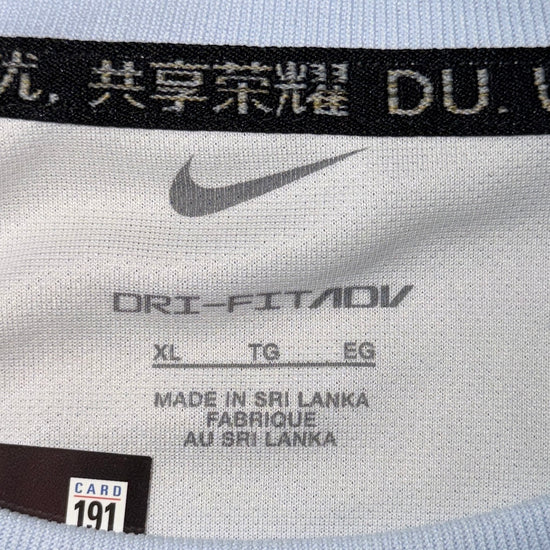 优, 共享荣耀 DU. W
DRI-FIT ADV
XL TG EG
MADE IN SRI LANKA
FABRIQUE
AU SRI LANKA
CARD
191